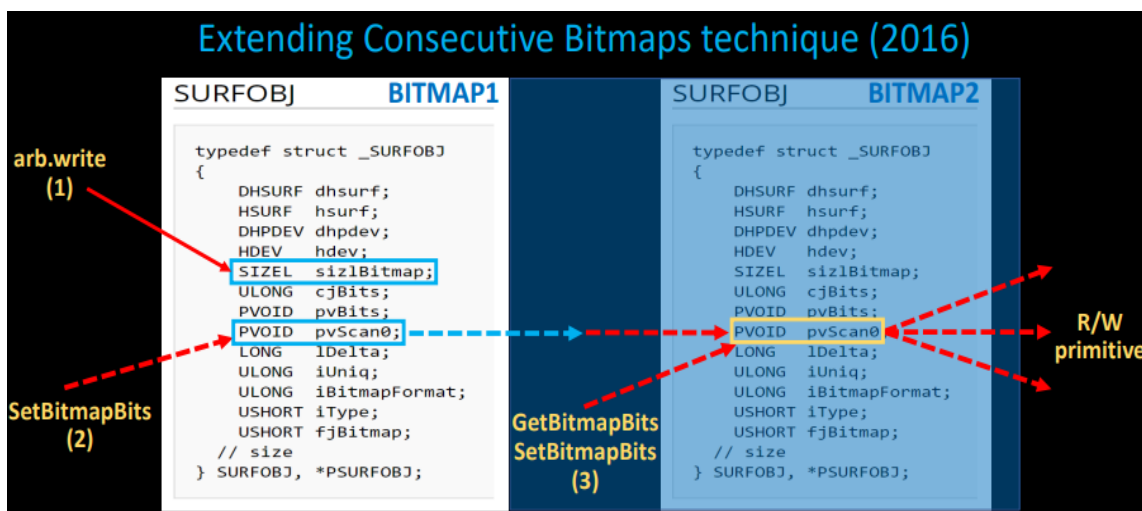 Extending Consecutive Bitmaps technique (2016)
SURFOBJ BITMAP1
typedef struct _SURFOBJ
{
DHSURF dhsurf;
HSURF hsurf;
DHPDEV dhpdev;
HDEV hdev;
SIZEL sizlBitmap;
ULONG cjBits;
PVOID pvBits;
PVOID pvScan0;
LONG lDelta;
ULONG iUniq;
ULONG iBitmapFormat;
USHORT iType;
USHORT fjBitmap;
// size
} SURFOBJ, *PSURFOBJ;
arb.write
(1)
SetBitmapBits
(2)
SURFOBJ BITMAP2
typedef struct _SURFOBJ
{
DHSURF dhsurf;
HSURF hsurf;
DHPDEV dhpdev;
HDEV hdev;
SIZEL sizlBitmap;
ULONG cjBits;
PVOID pvBits;
PVOID pvScan0
LONG lDelta;
ULONG iUniq;
ULONG iBitmapFormat;
USHORT iType;
USHORT fjBitmap;
// size
} SURFOBJ, *PSURFOBJ;
GetBitmapBits
SetBitmapBits
(3)
R/W
primitive